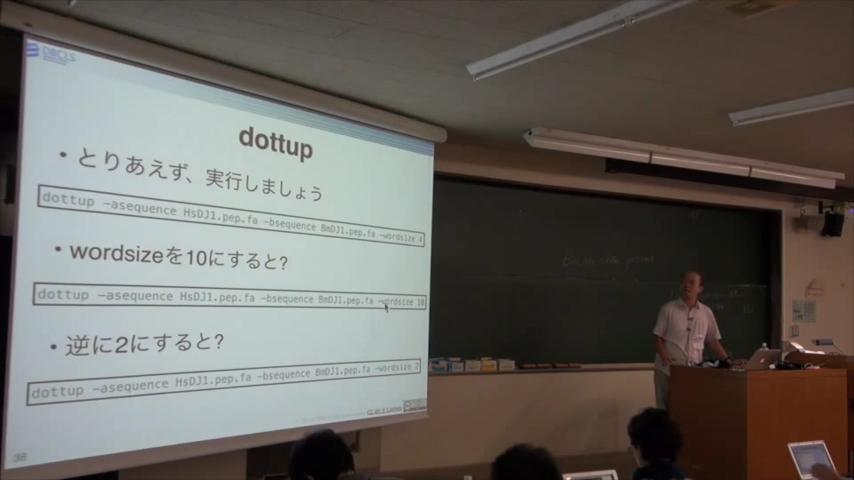 DBCLS
dottup
• とりあえず、実行しましょう
dottup -asequence HsDJ1.pep.fa -bsequence BmDJ1.pep.fa -wordsize 4
• wordsizeを10にすると?
dottup -asequence HsDJ1.pep.fa -bsequence BmDJ1.pep.fa -wordsize 10
• 逆に2にすると?
dottup -asequence HsDJ1.pep.fa -bsequence BmDJ1.pep.fa -wordsize 2
38